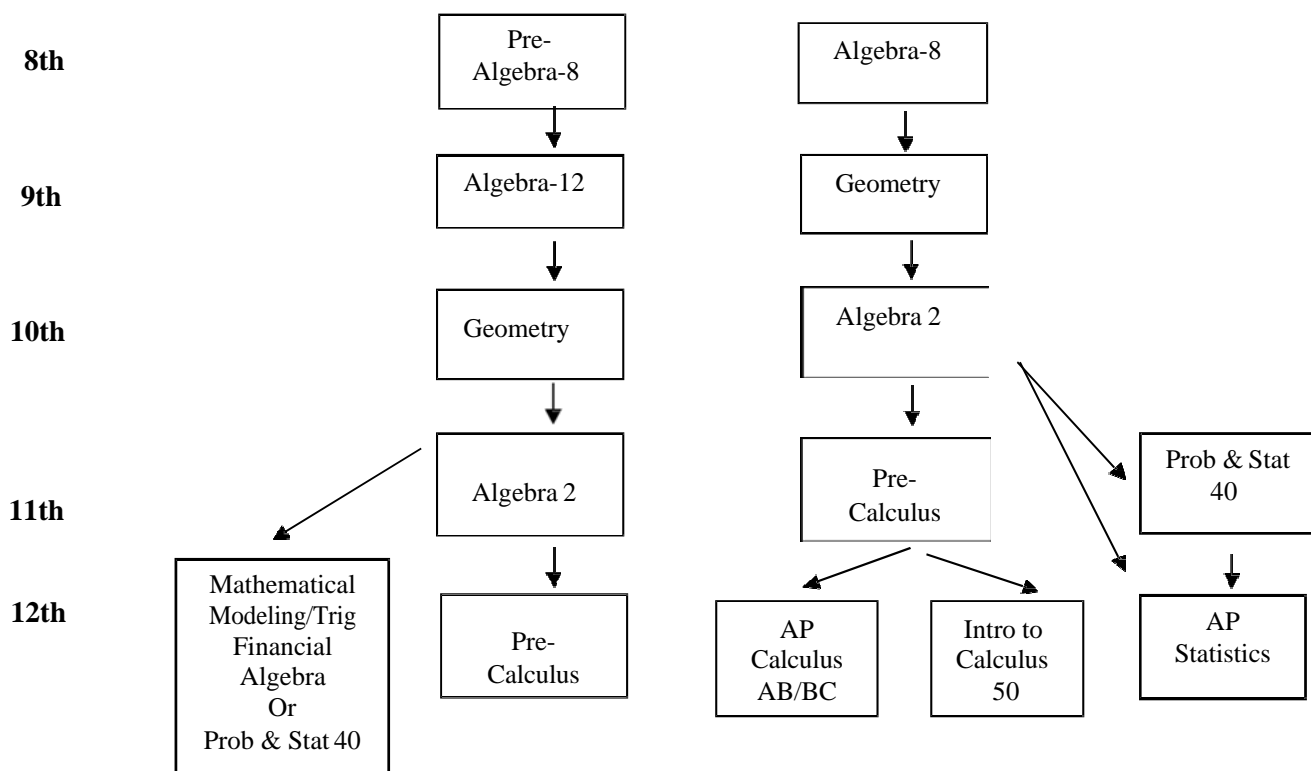 8th
Pre-
Algebra-8
Algebra-8
9th
Algebra-12
Geometry
10th
Geometry
Algebra 2
11th
Algebra 2
Pre-
Calculus
Prob & Stat
40
12th
Mathematical
Modeling/Trig
Financial
Algebra
Or
Prob & Stat 40
Pre-
Calculus
AP
Calculus
AB/BC
Intro to
Calculus
50
AP
Statistics